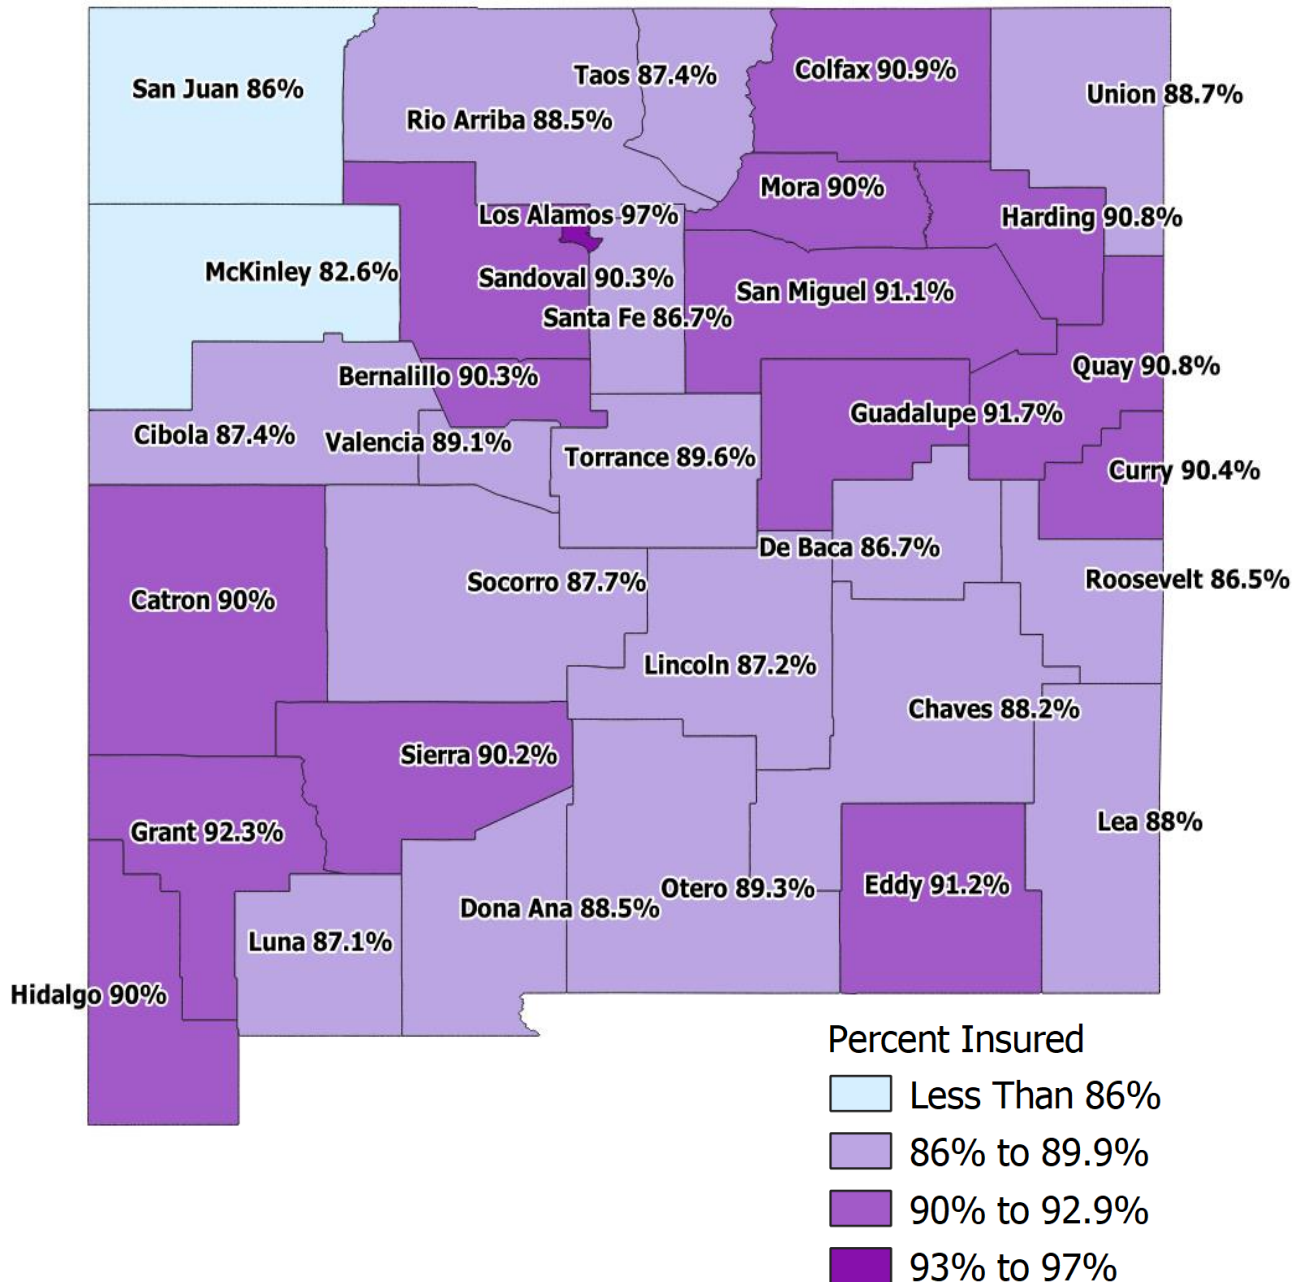 San Juan 86%
Taos 87.4%
Colfax 90.9%
Union 88.7%
Rio Arriba 88.5%
Mora 90%
Los Alamos 97%
Harding 90.8%
McKinley 82.6%
Sandoval 90.3%
San Miguel 91.1%
Santa Fe 86.7%
Quay 90.8%
Bernalillo 90.3%
Guadalupe 91.7%
Cibola 87.4%
Valencia 89.1%
Torrance 89.6%
Curry 90.4%
De Baca 86.7%
Socorro 87.7%
Roosevelt 86.5%
Catron 90%
Lincoln 87.2%
Chaves 88.2%
Sierra 90.2%
Lea 88%
Grant 92.3%
Otero 89.3%
Eddy 91.2%
Dona Ana 88.5%
Luna 87.1%
Hidalgo 90%
Percent Insured
Less Than 86%
86% to 89.9%
90% to 92.9%
93% to 97%